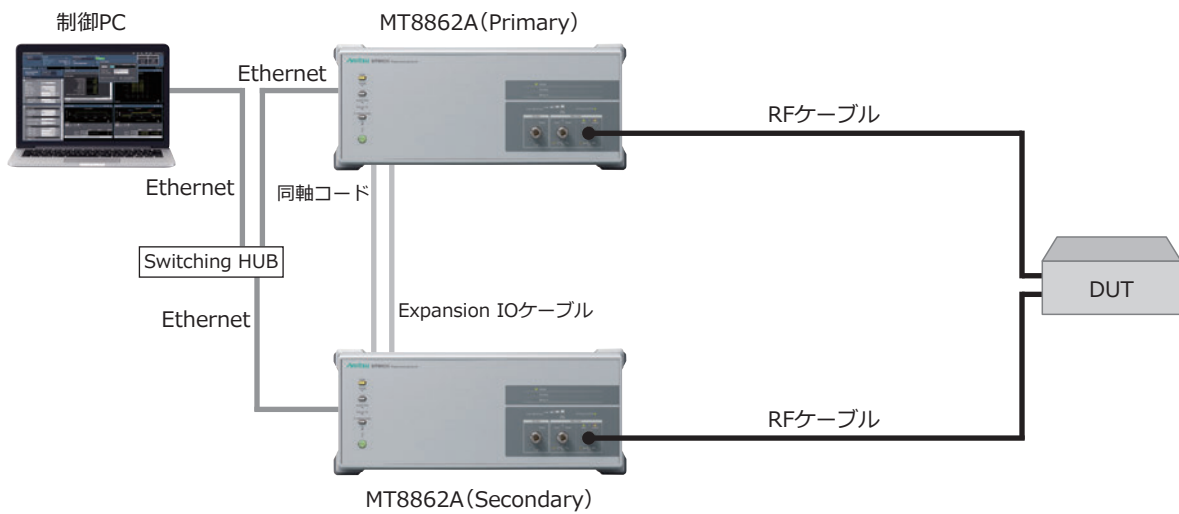 制御PC
MT8862A（Primary）
Ethernet
Anritsu
RFケーブル
Ethernet
同軸コード
Switching HUB
DUT
Ethernet
Expansion IOケーブル
Anritsu
RFケーブル
MT8862A（Secondary）